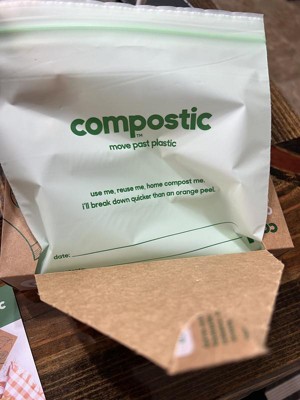 compostic
TM
move past plastic
use me, reuse me, home compost me.
I'll break down quicker than an orange peel.
date: